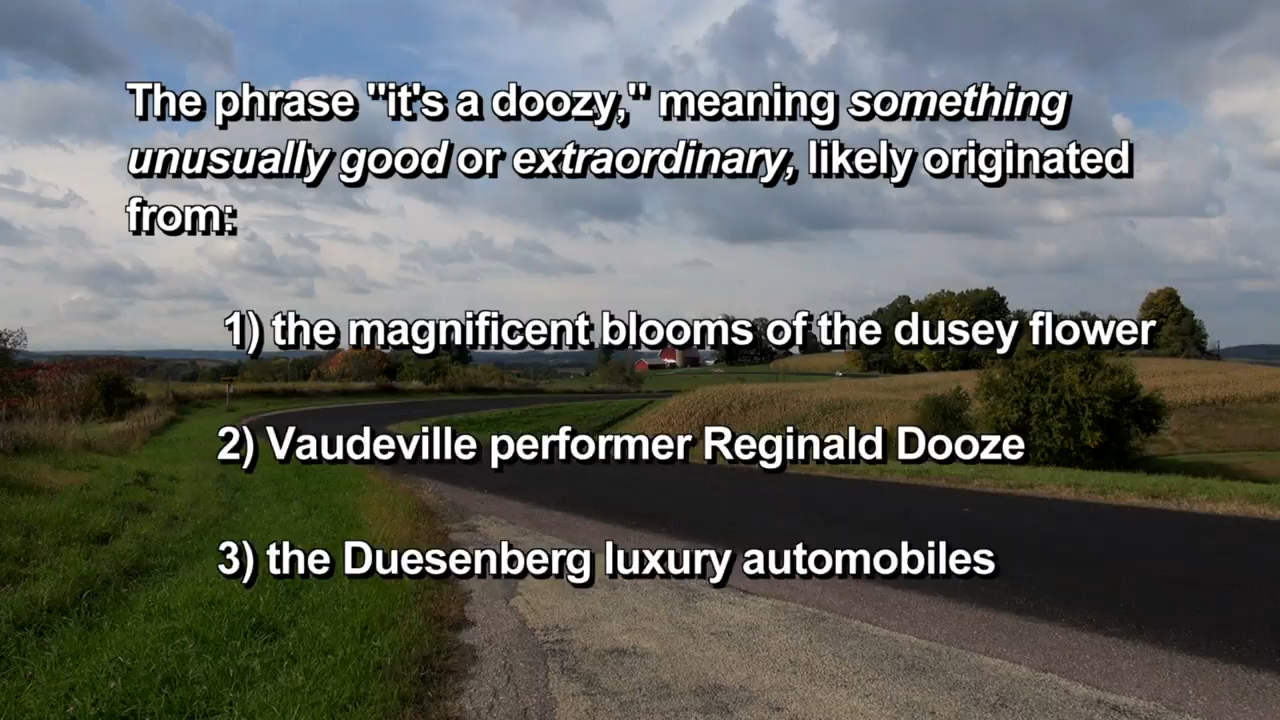 The phrase "it's a doozy," meaning something
unusually good or extraordinary, likely originated
from:
1) the magnificent blooms of the dusey flower
2) Vaudeville performer Reginald Dooze
3) the Duesenberg luxury automobiles